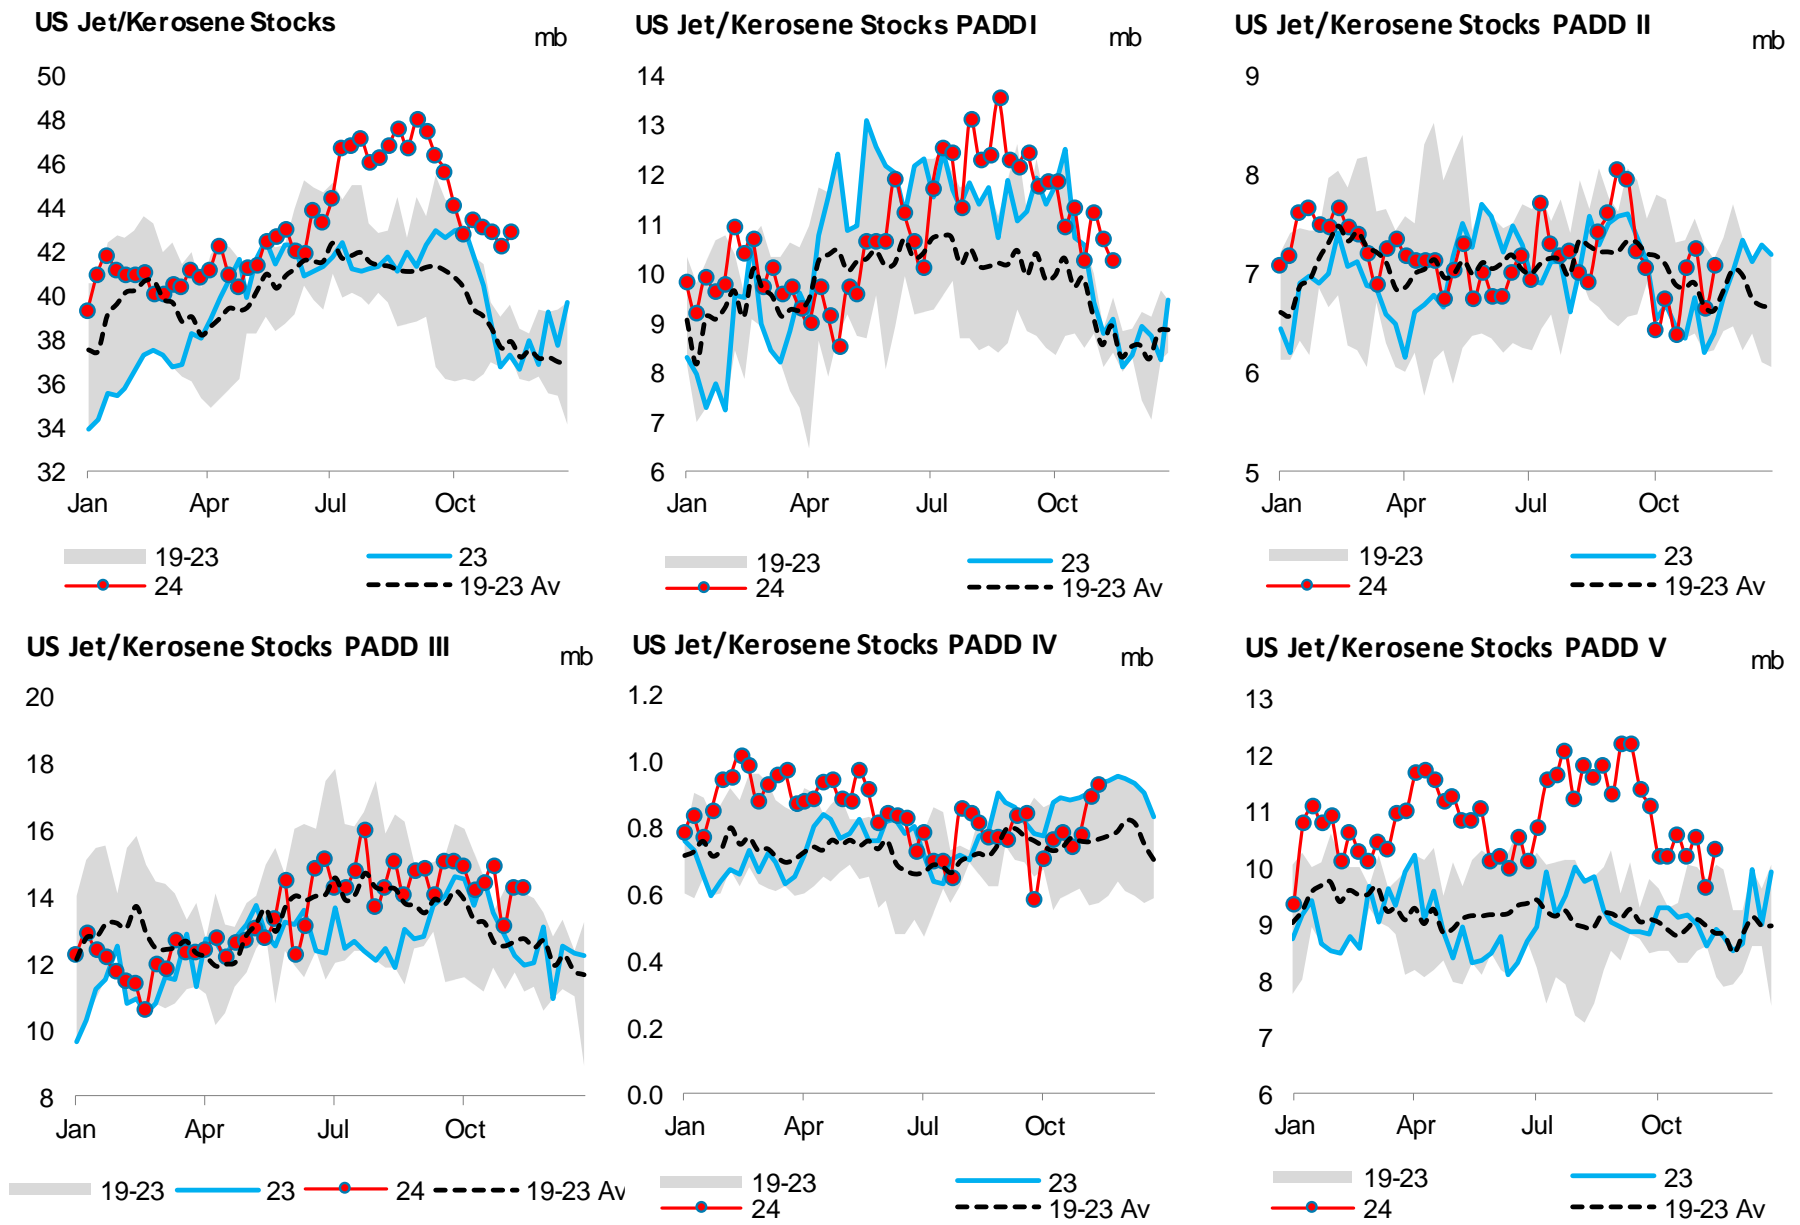 US Jet/Kerosene Stocks
mb
50
48
46
44
42
40
38
36
34
32
Jan Apr Jul Oct
19-23 23
24 19-23 Av
US Jet/Kerosene Stocks PADDI
mb
14
13
12
11
10
9
8
7
6
Jan Apr Jul Oct
19-23 23
24 19-23 Av
US Jet/Kerosene Stocks PADD II
mb
9
8
7
6
5
Jan Apr Jul Oct
19-23 23
24 19-23 Av
US Jet/Kerosene Stocks PADD III
mb
20
18
16
14
12
10
8
Jan Apr Jul Oct
19-23 23 24 19-23 Av
US Jet/Kerosene Stocks PADD IV
mb
1.2
1.0
0.8
0.6
0.4
0.2
0.0
Jan Apr Jul Oct
19-23 23
24 19-23 Av
US Jet/Kerosene Stocks PADD V
mb
13
12
11
10
9
8
7
6
Jan Apr Jul Oct
19-23 23
24 19-23 Av